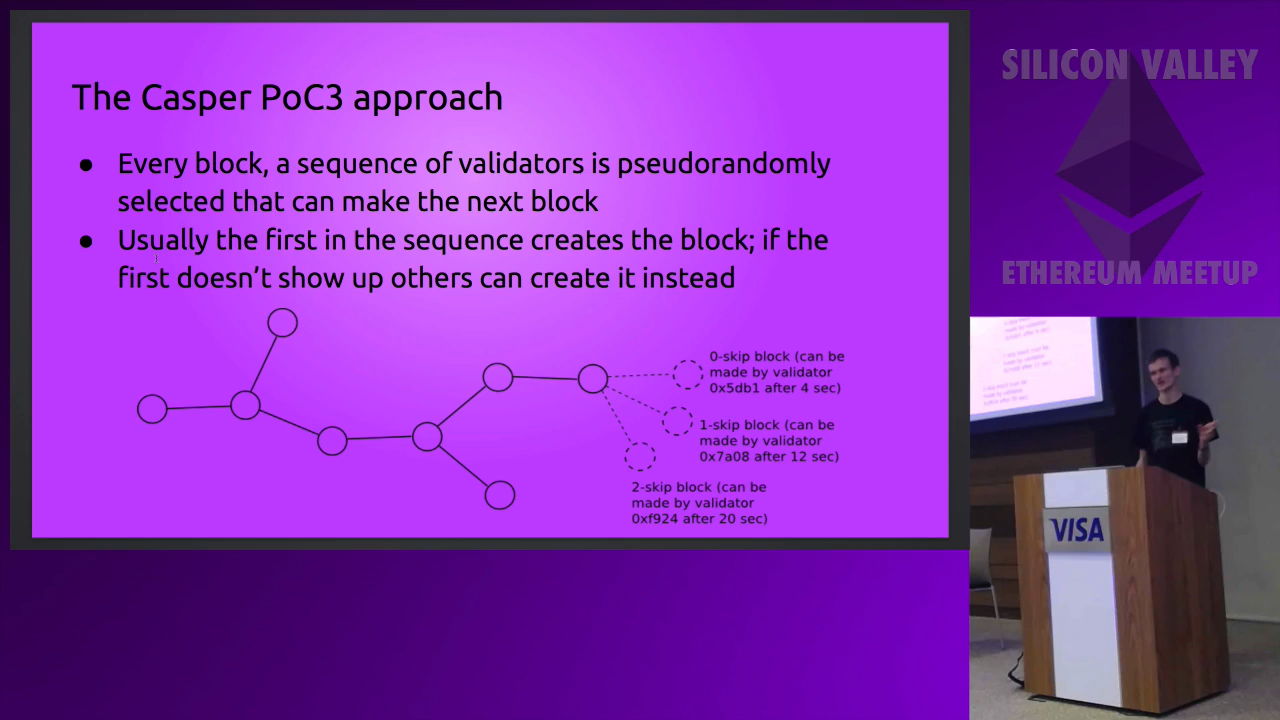 The Casper PoC3 approach
● Every block, a sequence of validators is pseudorandomly
selected that can make the next block
● Usually the first in the sequence creates the block; if the
first doesn't show up others can create it instead
0-skip block (can be
made by validator
0x5db1 after 4 sec)
1-skip block (can be
made by validator
0x7a08 after 12 sec)
2-skip block (can be
made by validator
0xf924 after 20 sec)
SILICON VALLEY
ETHEREUM MEETUP
VISA